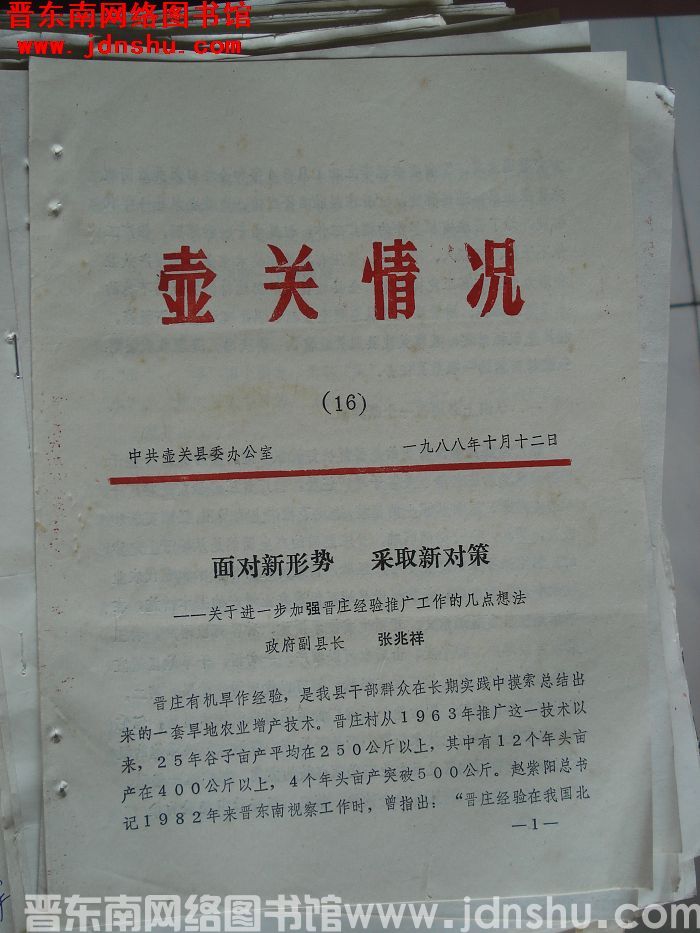 晋东南网络图书馆
www.jdnshu.com
壶关情况
(16)
中共壶关县委办公室 一九八八年十月十二日
面对新形势 采取新对策
——关于进一步加强晋庄经验推广工作的几点想法
政府副县长 张兆祥
晋庄有机旱作经验，是我县干部群众在长期实践中摸索总结出
来的一套旱地农业增产技术。晋庄村从1963年推广这一技术以
来，25年谷子亩产平均在250公斤以上，其中有12个年头亩
产在400公斤以上，4个年头亩产突破500公斤。赵紫阳总书
记1982年来晋东南视察工作时，曾指出：“晋庄经验在我国北
—1—
晋东南网络图书馆www.jdnshu.com